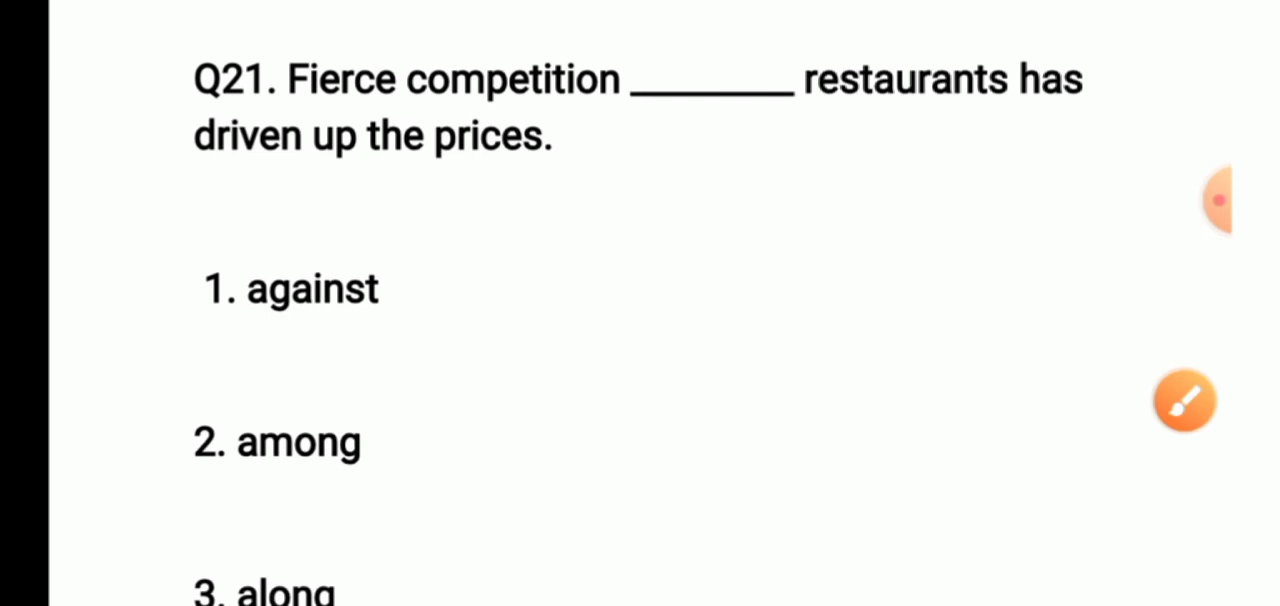 Q21. Fierce competition ________ restaurants has
driven up the prices.
1. against
2. among
3. along